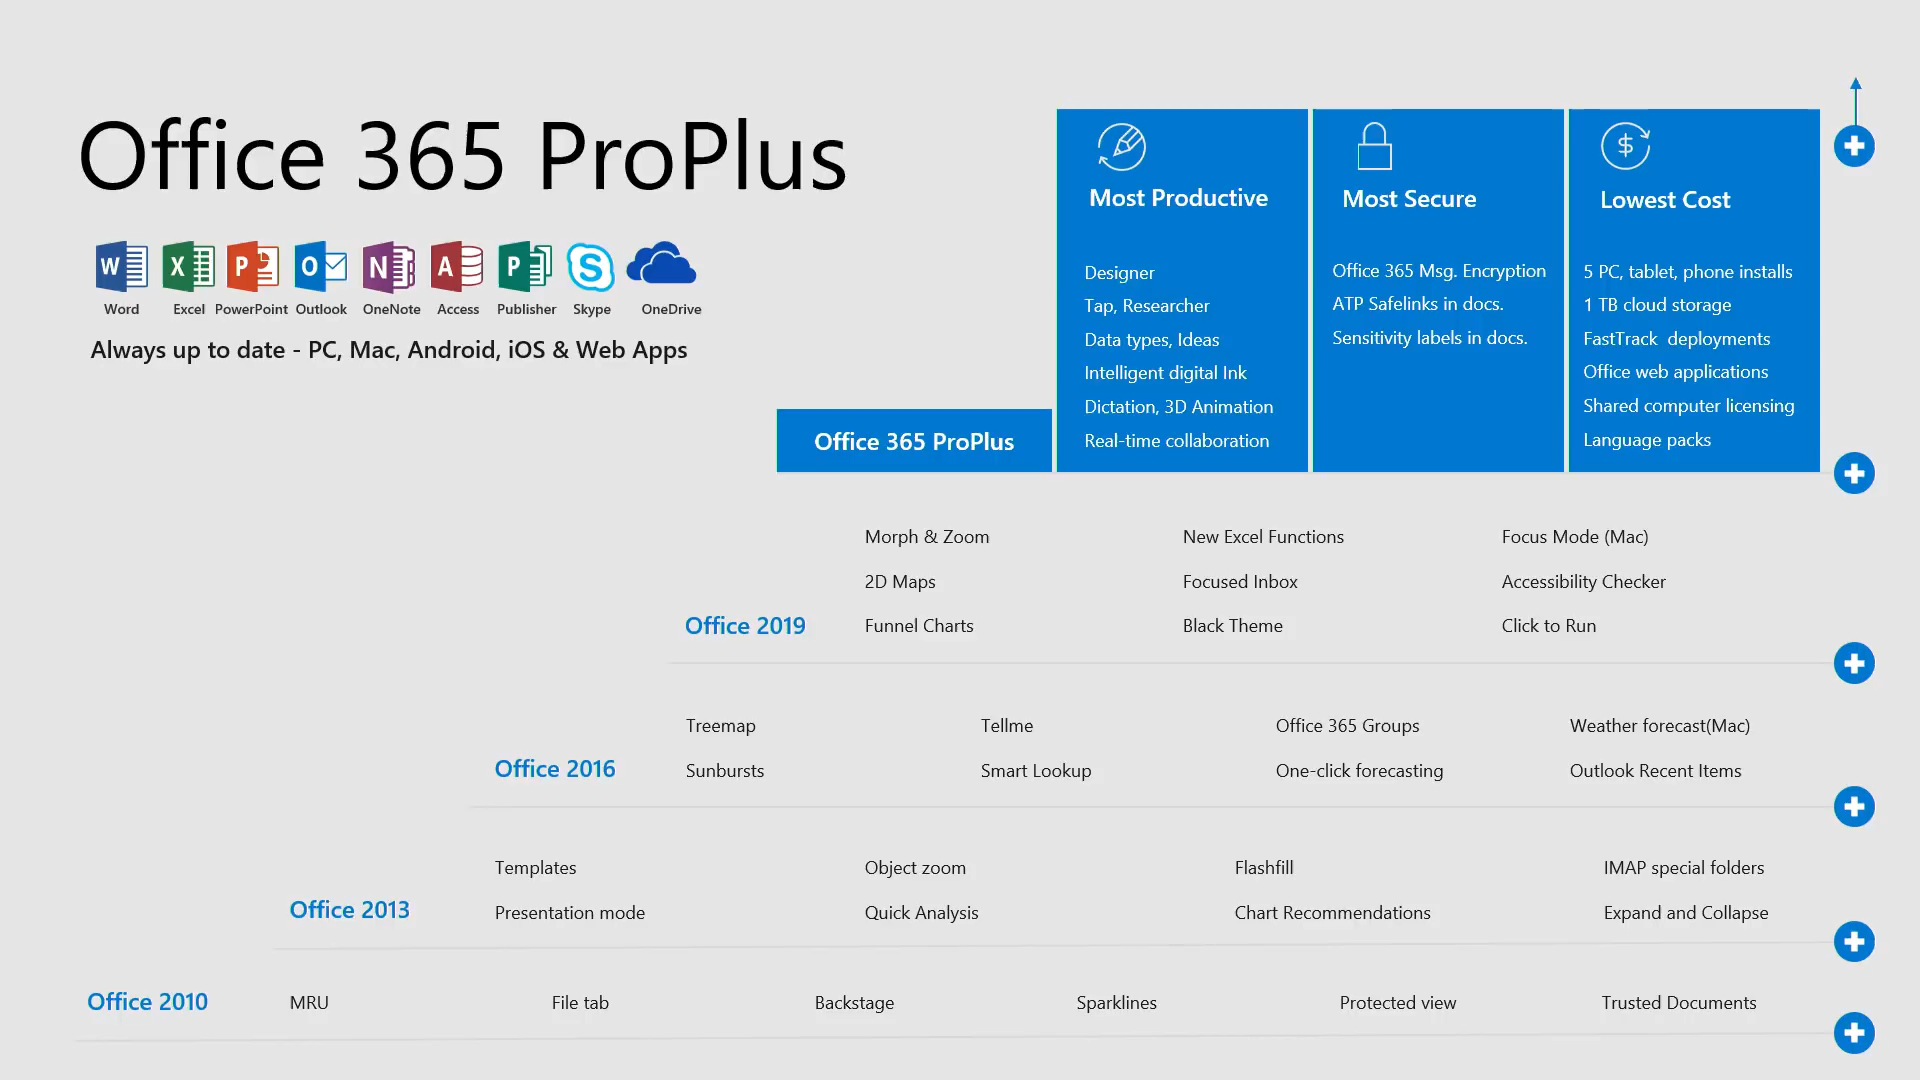 Office 365 ProPlus
W X P O N A P S
Word Excel PowerPoint Outlook OneNote Access Publisher Skype OneDrive
Always up to date - PC, Mac, Android, iOS & Web Apps
Office 365 ProPlus
Most Productive
Designer
Tap, Researcher
Data types, Ideas
Intelligent digital Ink
Dictation, 3D Animation
Real-time collaboration
Most Secure
Office 365 Msg. Encryption
ATP Safelinks in docs.
Sensitivity labels in docs.
$
Lowest Cost
5 PC, tablet, phone installs
1 TB cloud storage
FastTrack deployments
Office web applications
Shared computer licensing
Language packs
Office 2019
Morph & Zoom New Excel Functions Focus Mode (Mac)
2D Maps Focused Inbox Accessibility Checker
Funnel Charts Black Theme Click to Run
Office 2016
Treemap Tellme Office 365 Groups Weather forecast(Mac)
Sunbursts Smart Lookup One-click forecasting Outlook Recent Items
Office 2013
Templates Object zoom Flashfill IMAP special folders
Presentation mode Quick Analysis Chart Recommendations Expand and Collapse
Office 2010 MRU File tab Backstage Sparklines Protected view Trusted Documents